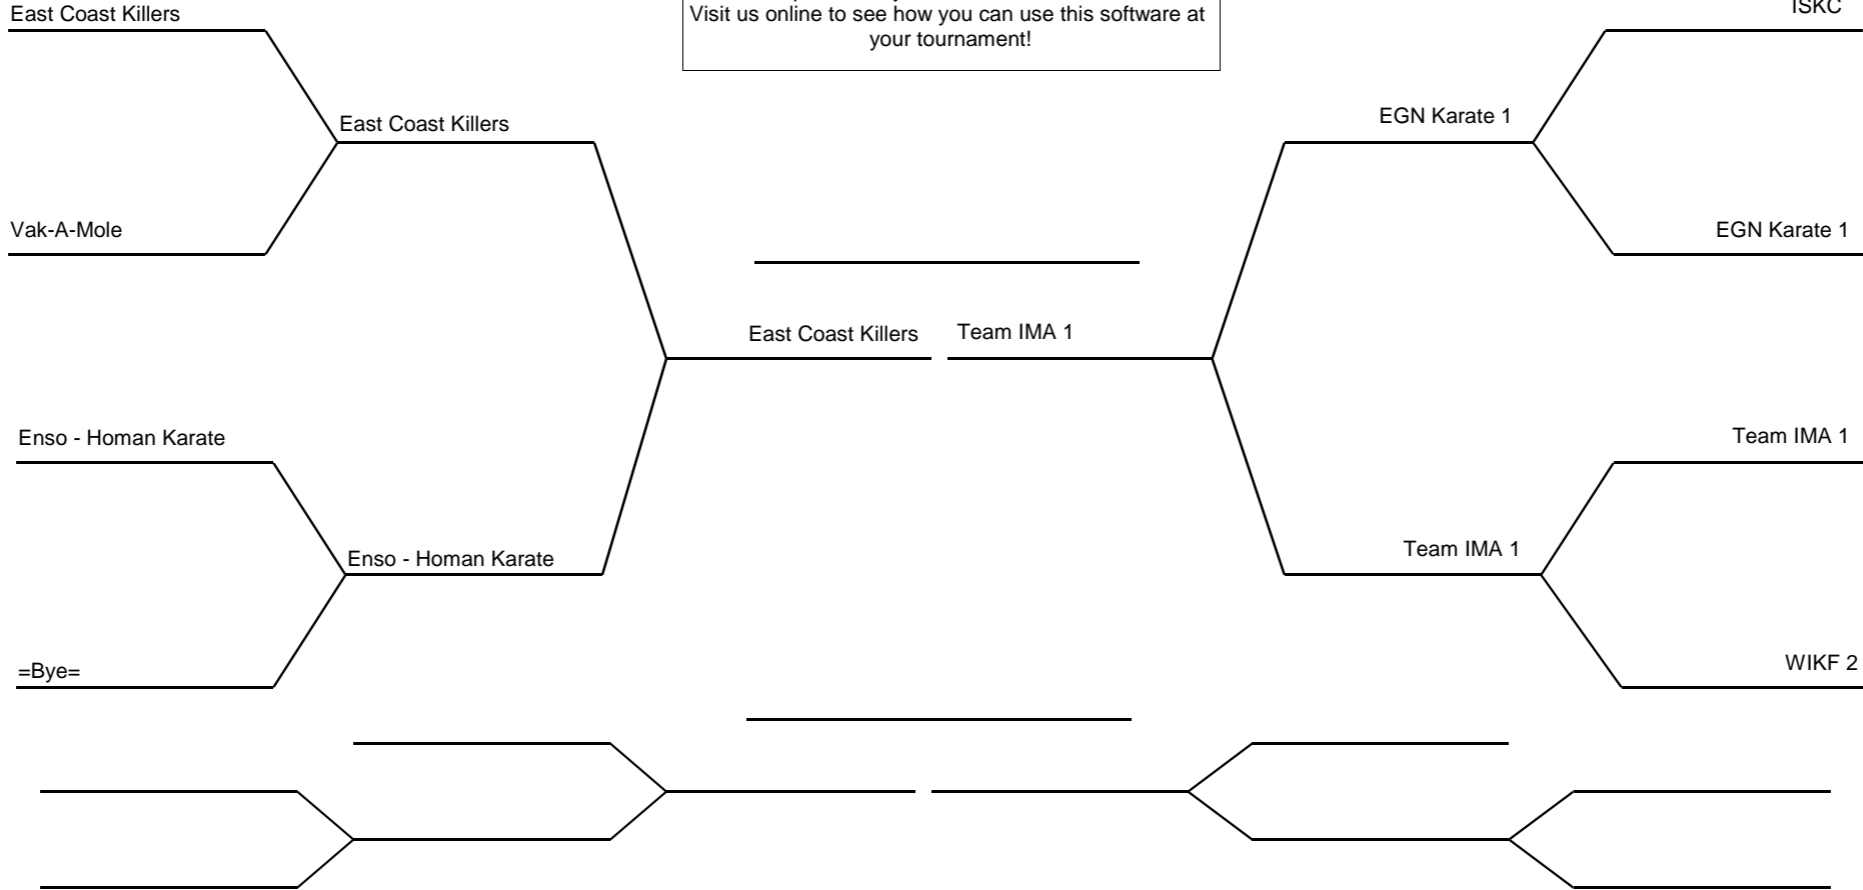 East Coast Killers
Visit us online to see how you can use this software at
your tournament!
ISKC
East Coast Killers
EGN Karate 1
Vak-A-Mole
EGN Karate 1
East Coast Killers
Team IMA 1
Enso - Homan Karate
Team IMA 1
Enso - Homan Karate
Team IMA 1
=Bye=
WIKF 2